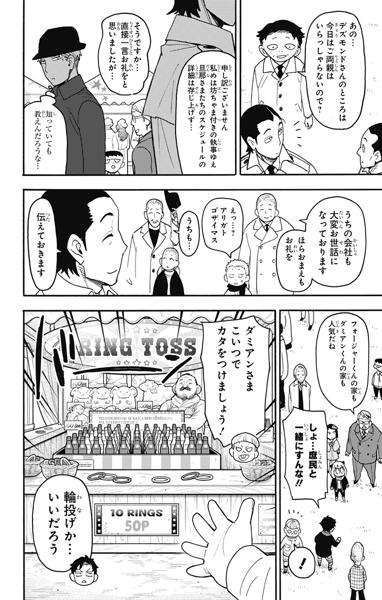 あの…
デズモンドさんのところは
今日はご両親は
いらっしゃらないので？
申し訳ございません
私めは坊ちゃま付きの執事ゆえ
旦那さまたちのスケジュールの
詳細は存じ上げず…
そうですか…
直接一言お礼をと
思いましたが…
知っていても
教えんだろうな…
うちの会社も
大変お世話に
なっております
ほらおまえも
お礼を
えっ…？
アリガト
ゴザイマス
うちも…
伝えておきます
フォージャーくんの家も
ダミアンくんの家も
人気だね
しょ…庶民と
一緒にすんな！
！
ダミアンさま
こいつで
カタをつけましょう！
RING TOSS
10 RINGS
50P
輪投げか…
いいだろう